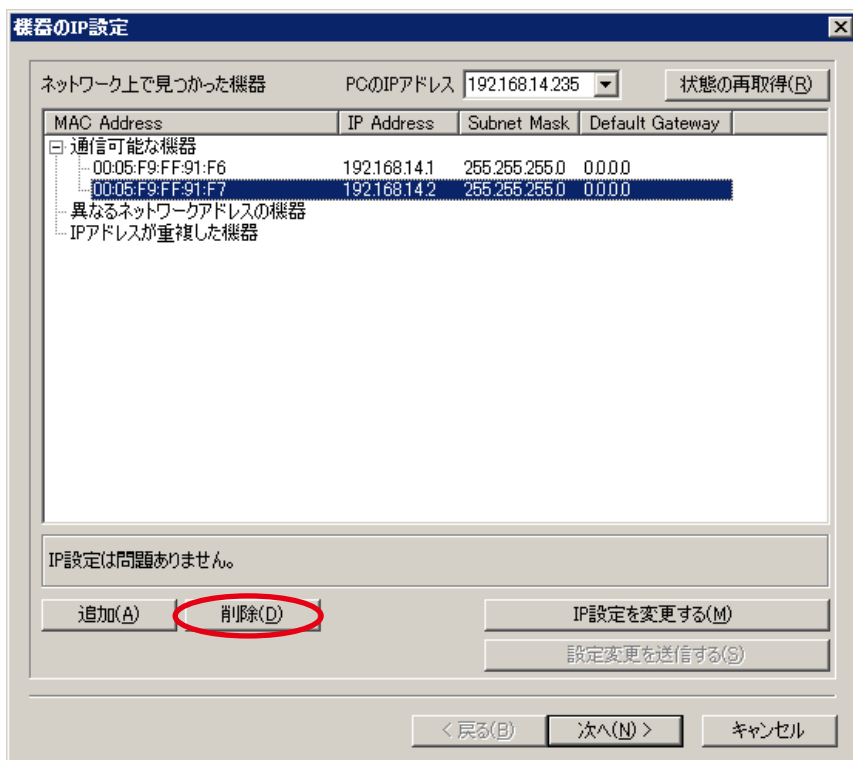 機器のIP設定
ネットワーク上で見つかった機器 PCのIPアドレス 192.168.14.235 状態の再取得(R)
MAC Address IP Address Subnet Mask Default Gateway
通信可能な機器
00:05:F9:FF:91:F6 192.168.14.1 255.255.255.0 0.0.0.0
00:05:F9:FF:91:F7 192.168.14.2 255.255.255.0 0.0.0.0
異なるネットワークアドレスの機器
IPアドレスが重複した機器
IP設定は問題ありません。
追加(A) 削除(D) IP設定を変更する(M)
設定変更を送信する(S)
< 戻る(B) 次へ(N) > キャンセル